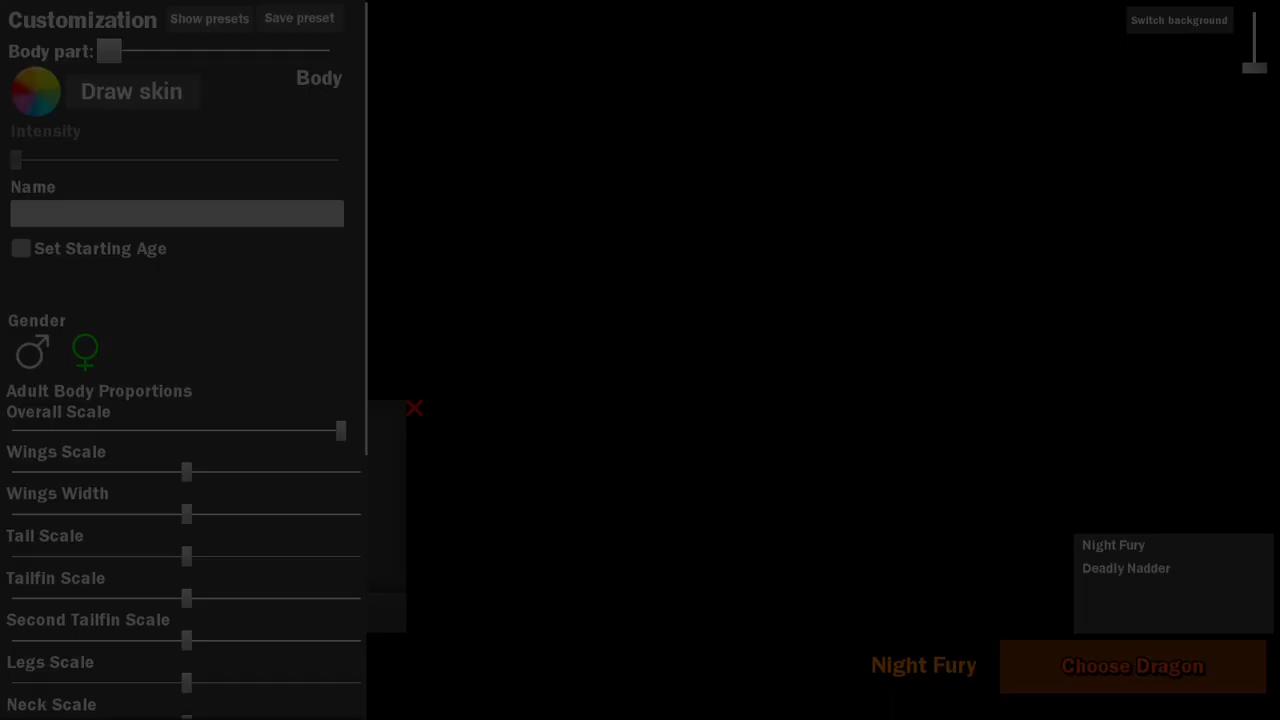 Customization
Show presets
Save preset
Switch background
Body part:
Body
Draw skin
Intensity
Name
Set Starting Age
Gender
Adult Body Proportions
Overall Scale
Wings Scale
Wings Width
Tail Scale
Tailfin Scale
Second Tailfin Scale
Legs Scale
Neck Scale
Night Fury
Deadly Nadder
Night Fury
Choose Dragon